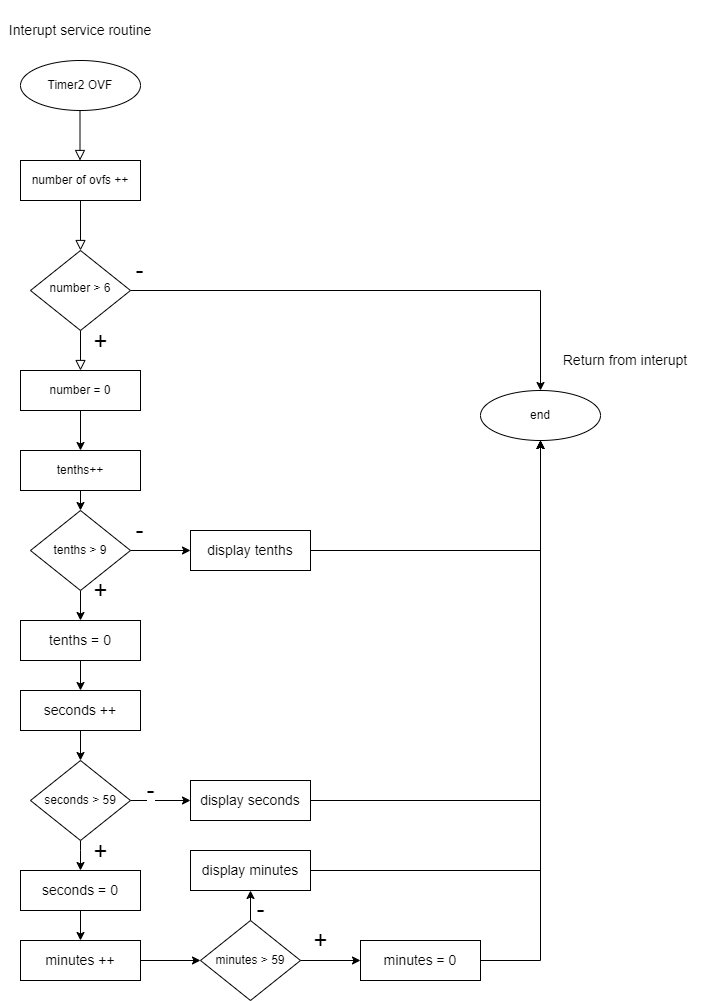 Interupt service routine
Timer2 OVF
number of ovfs ++
number > 6
-
+
number = 0
Return from interupt
end
tenths++
tenths > 9
-
display tenths
+
tenths = 0
seconds ++
seconds > 59
-
display seconds
+
display minutes
seconds = 0
-
minutes ++
minutes > 59
+
minutes = 0